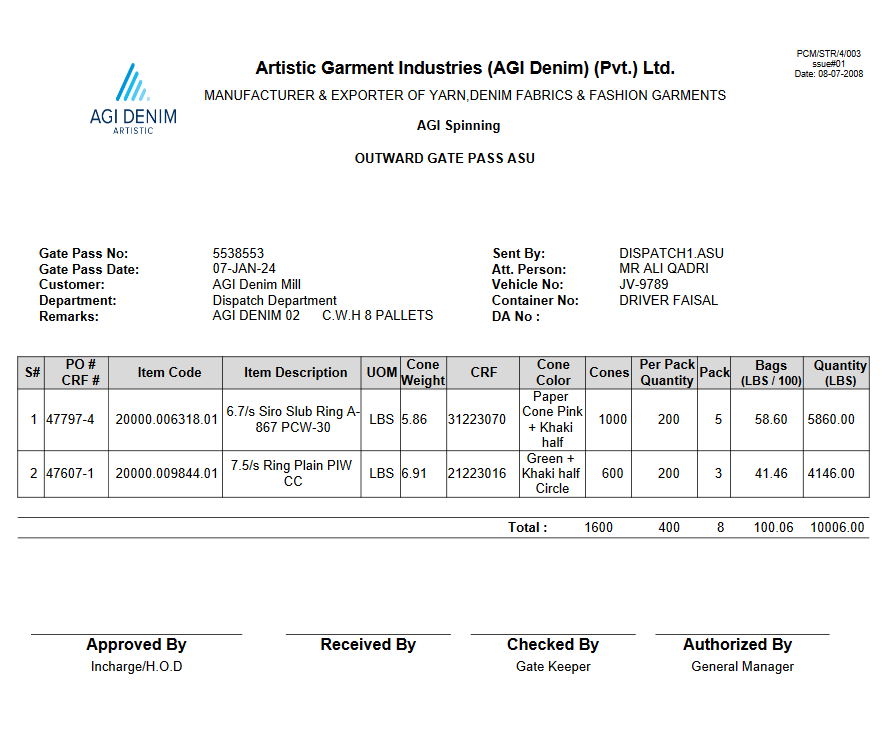 PCM/STR/4/003
ssue#01
Date: 08-07-2008
Artistic Garment Industries (AGI Denim) (Pvt.) Ltd.
MANUFACTURER & EXPORTER OF YARN,DENIM FABRICS & FASHION GARMENTS
AGI DENIM
ARTISTIC
AGI Spinning
OUTWARD GATE PASS ASU
Gate Pass No: 5538553 Sent By: DISPATCH1.ASU
Gate Pass Date: 07-JAN-24 Att. Person: MR ALI QADRI
Customer: AGI Denim Mill Vehicle No: JV-9789
Department: Dispatch Department Container No: DRIVER FAISAL
Remarks: AGI DENIM 02 C.W.H 8 PALLETS DA No :
S# PO # CRF # Item Code Item Description UOM Cone Weight CRF Cone Color Cones Per Pack Quantity Pack Bags (LBS / 100) Quantity (LBS)
1 47797-4 20000.006318.01 6.7/s Siro Slub Ring A-867 PCW-30 LBS 5.86 31223070 Paper Cone Pink + Khaki half 1000 200 5 58.60 5860.00
2 47607-1 20000.009844.01 7.5/s Ring Plain PIW CC LBS 6.91 21223016 Green + Khaki half Circle 600 200 3 41.46 4146.00
Total : 1600 400 8 100.06 10006.00
Approved By Received By Checked By Authorized By
Incharge/H.O.D Gate Keeper General Manager